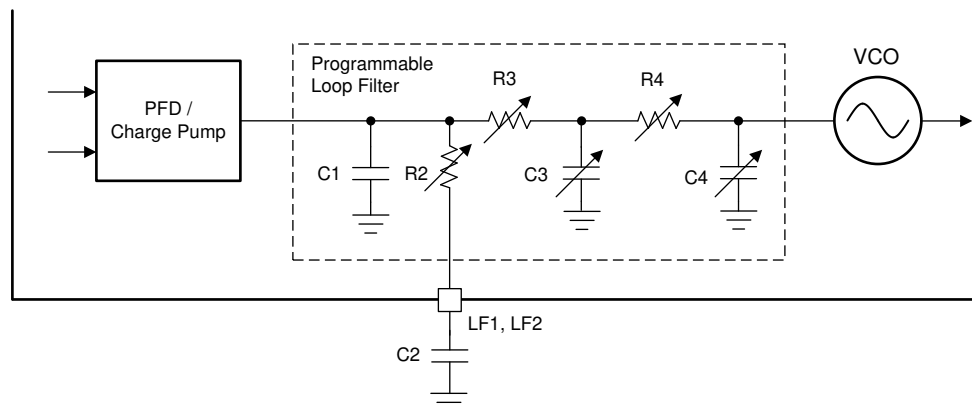 Programmable
Loop Filter
VCO
PFD /
Charge Pump
R3
R4
C1
R2
C3
C4
LF1, LF2
C2